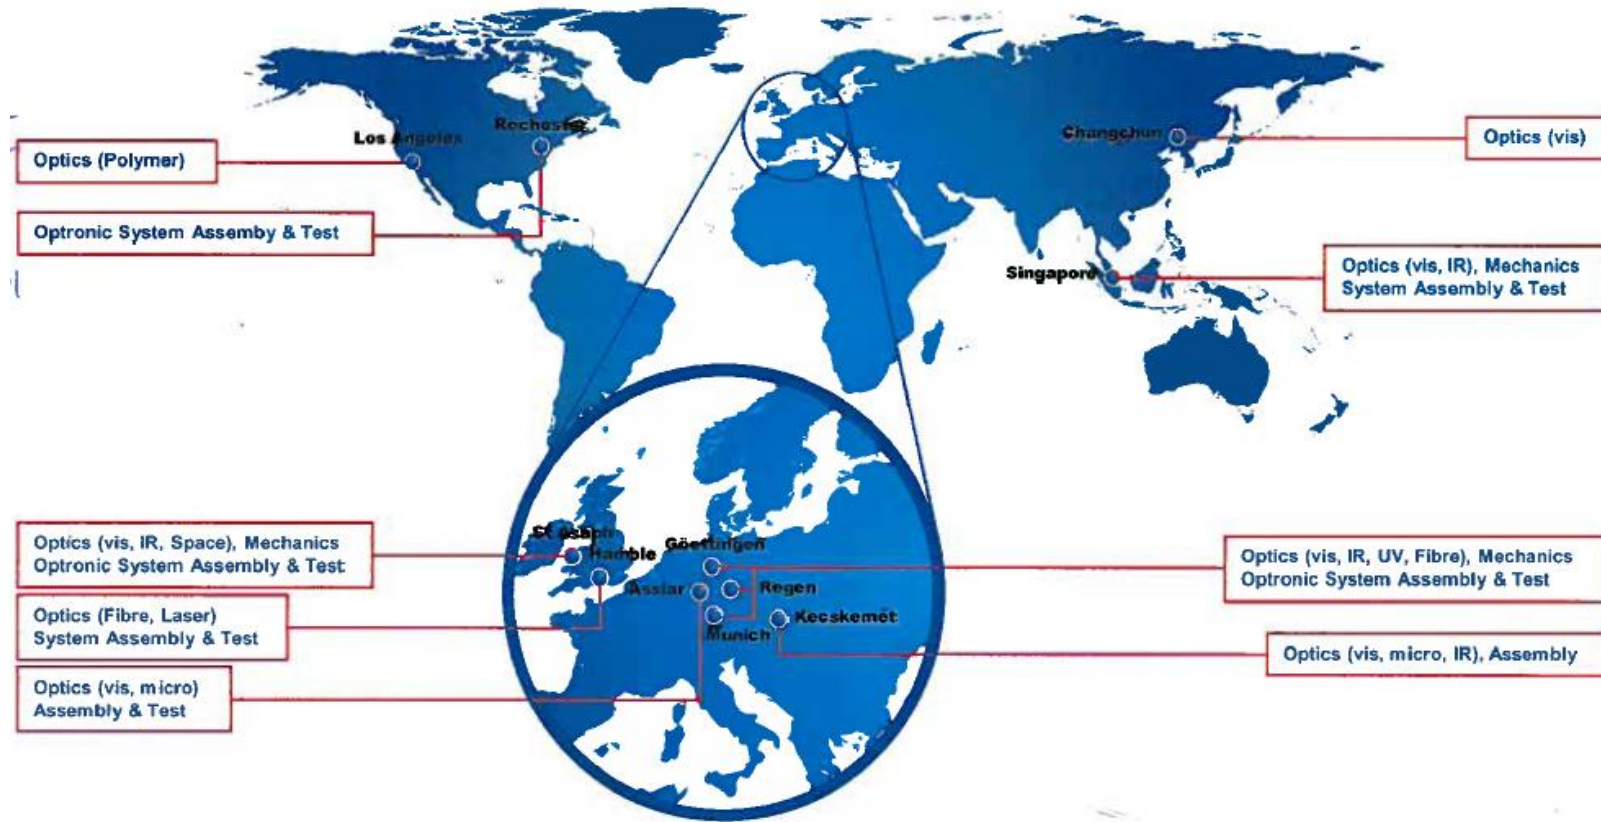 Los Angeles
Rochester
Changchun
Optics (Polymer)
Optics (vis)
Optronic System Assemby & Test
Singapore
Optics (vis, IR), Mechanics
System Assembly & Test
St asaph
Hamble
Göettingen
Asslar
Regen
Munich
Kecskemét
Optics (vis, IR, Space), Mechanics
Optronic System Assembly & Test
Optics (vis, IR, UV, Fibre), Mechanics
Optronic System Assembly & Test
Optics (Fibre, Laser)
System Assembly & Test
Optics (vis, micro, IR), Assembly
Optics (vis, micro)
Assembly & Test